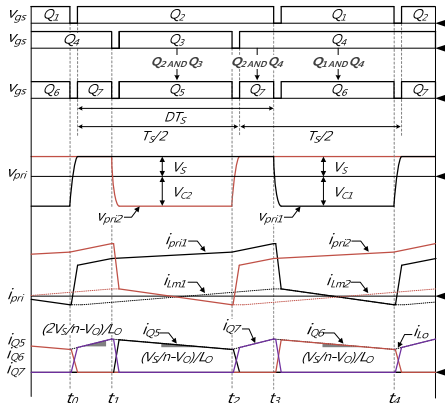 vgs Q1 Q2 Q1 Q2
vgs Q4 Q3 Q4
Q2 AND Q3 Q2 AND Q4 Q1 AND Q4
vgs Q6 Q7 Q5 Q7 Q6 Q7
DTS
TS/2 TS/2
vpri VS VS
VC2 VC1
vpri2 vpri1
ipri1 ipri2
iLm1 iLm2
ipri
(2VS/n-VO)/LO iQ5 iQ7 iQ6 iLo
iQ5
iQ6 (VS/n-VO)/LO (VS/n-VO)/LO
iQ7
t0 t1 t2 t3 t4